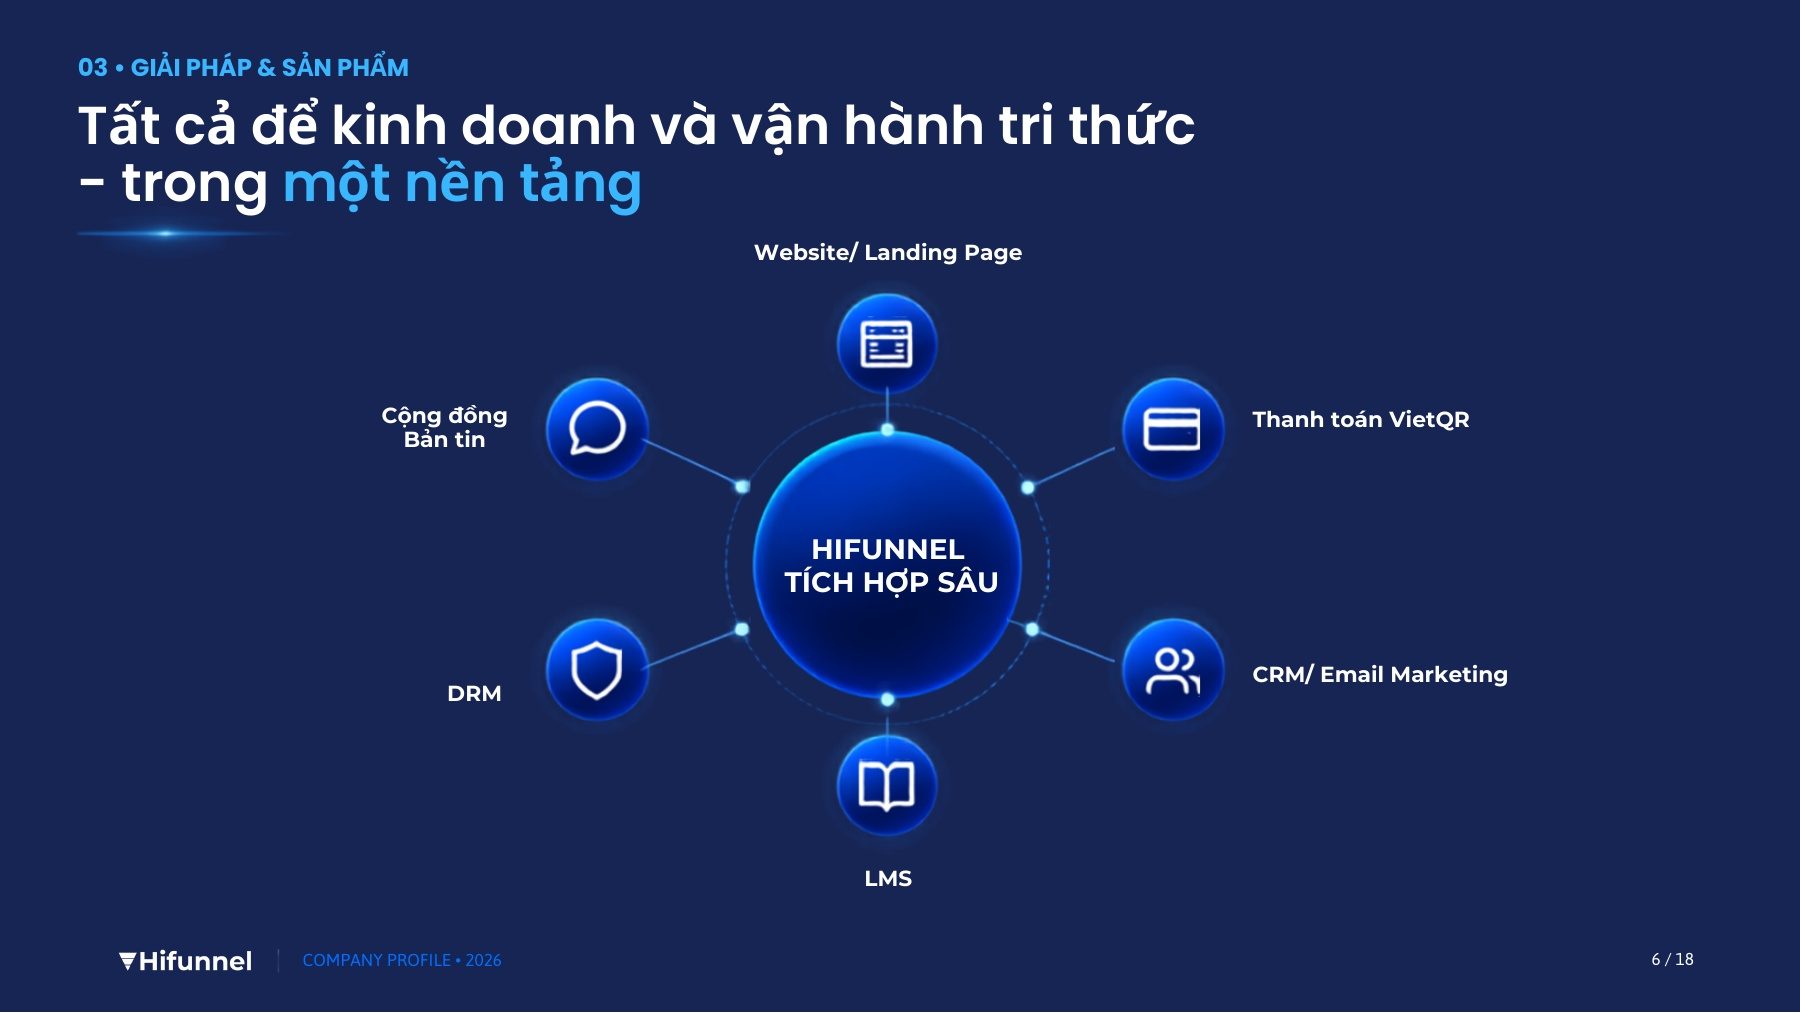 03 • GIẢI PHÁP & SẢN PHẨM
Tất cả để kinh doanh và vận hành tri thức
- trong một nền tảng
Website/ Landing Page
Cộng đồng
Bản tin
Thanh toán VietQR
HIFUNNEL
TÍCH HỢP SÂU
DRM
CRM/ Email Marketing
LMS
Hifunnel
COMPANY PROFILE • 2026
6 / 18